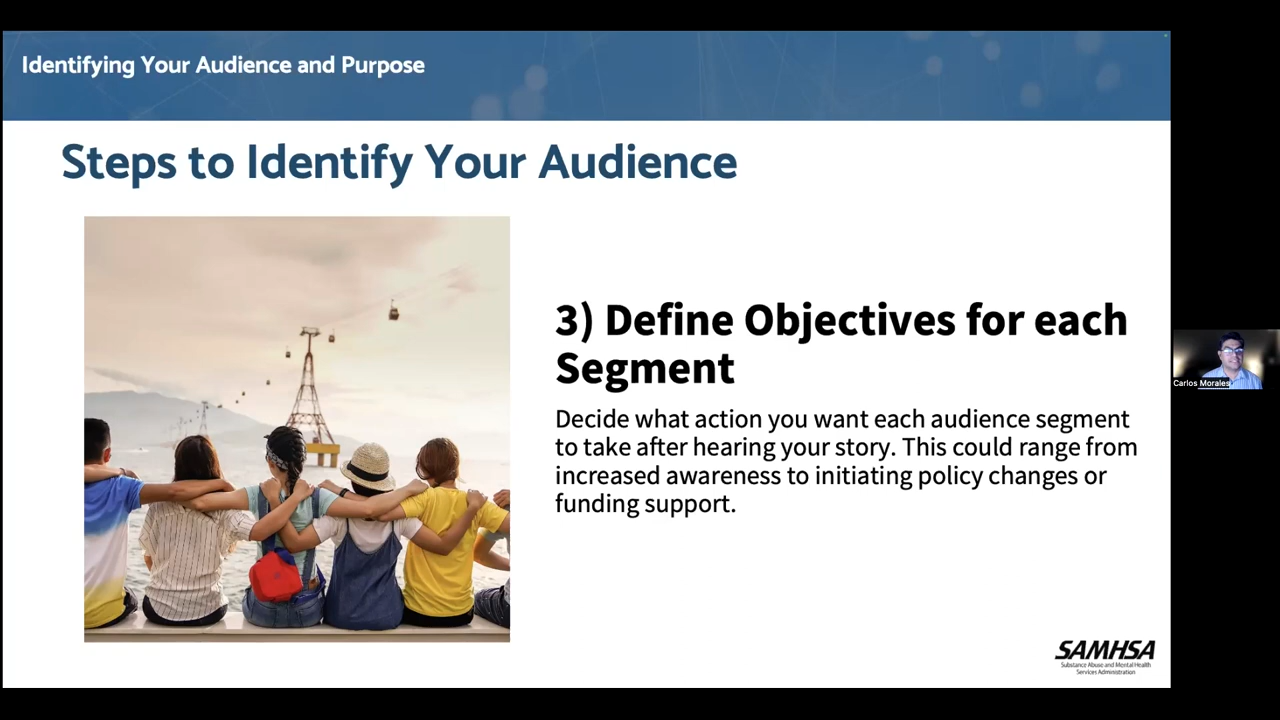 Identifying Your Audience and Purpose
Steps to Identify Your Audience
3) Define Objectives for each
Segment
Decide what action you want each audience segment
to take after hearing your story. This could range from
increased awareness to initiating policy changes or
funding support.
Carlos Morales
SAMHSA
Substance Abuse and Mental Health
Services Administration